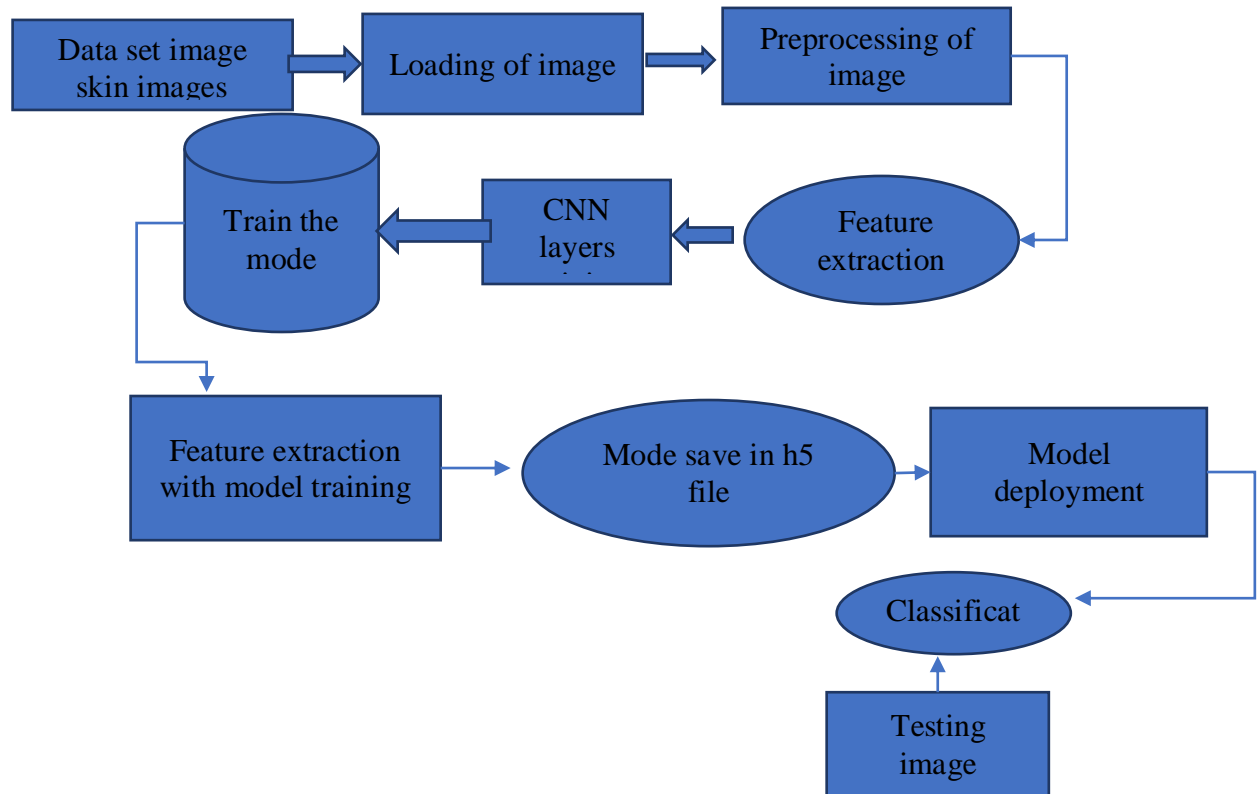 Data set image
skin images
Loading of image
Preprocessing of
image
Feature
extraction
CNN
layers
Train the
mode
Feature extraction
with model training
Mode save in h5
file
Model
deployment
Classificat
Testing
image